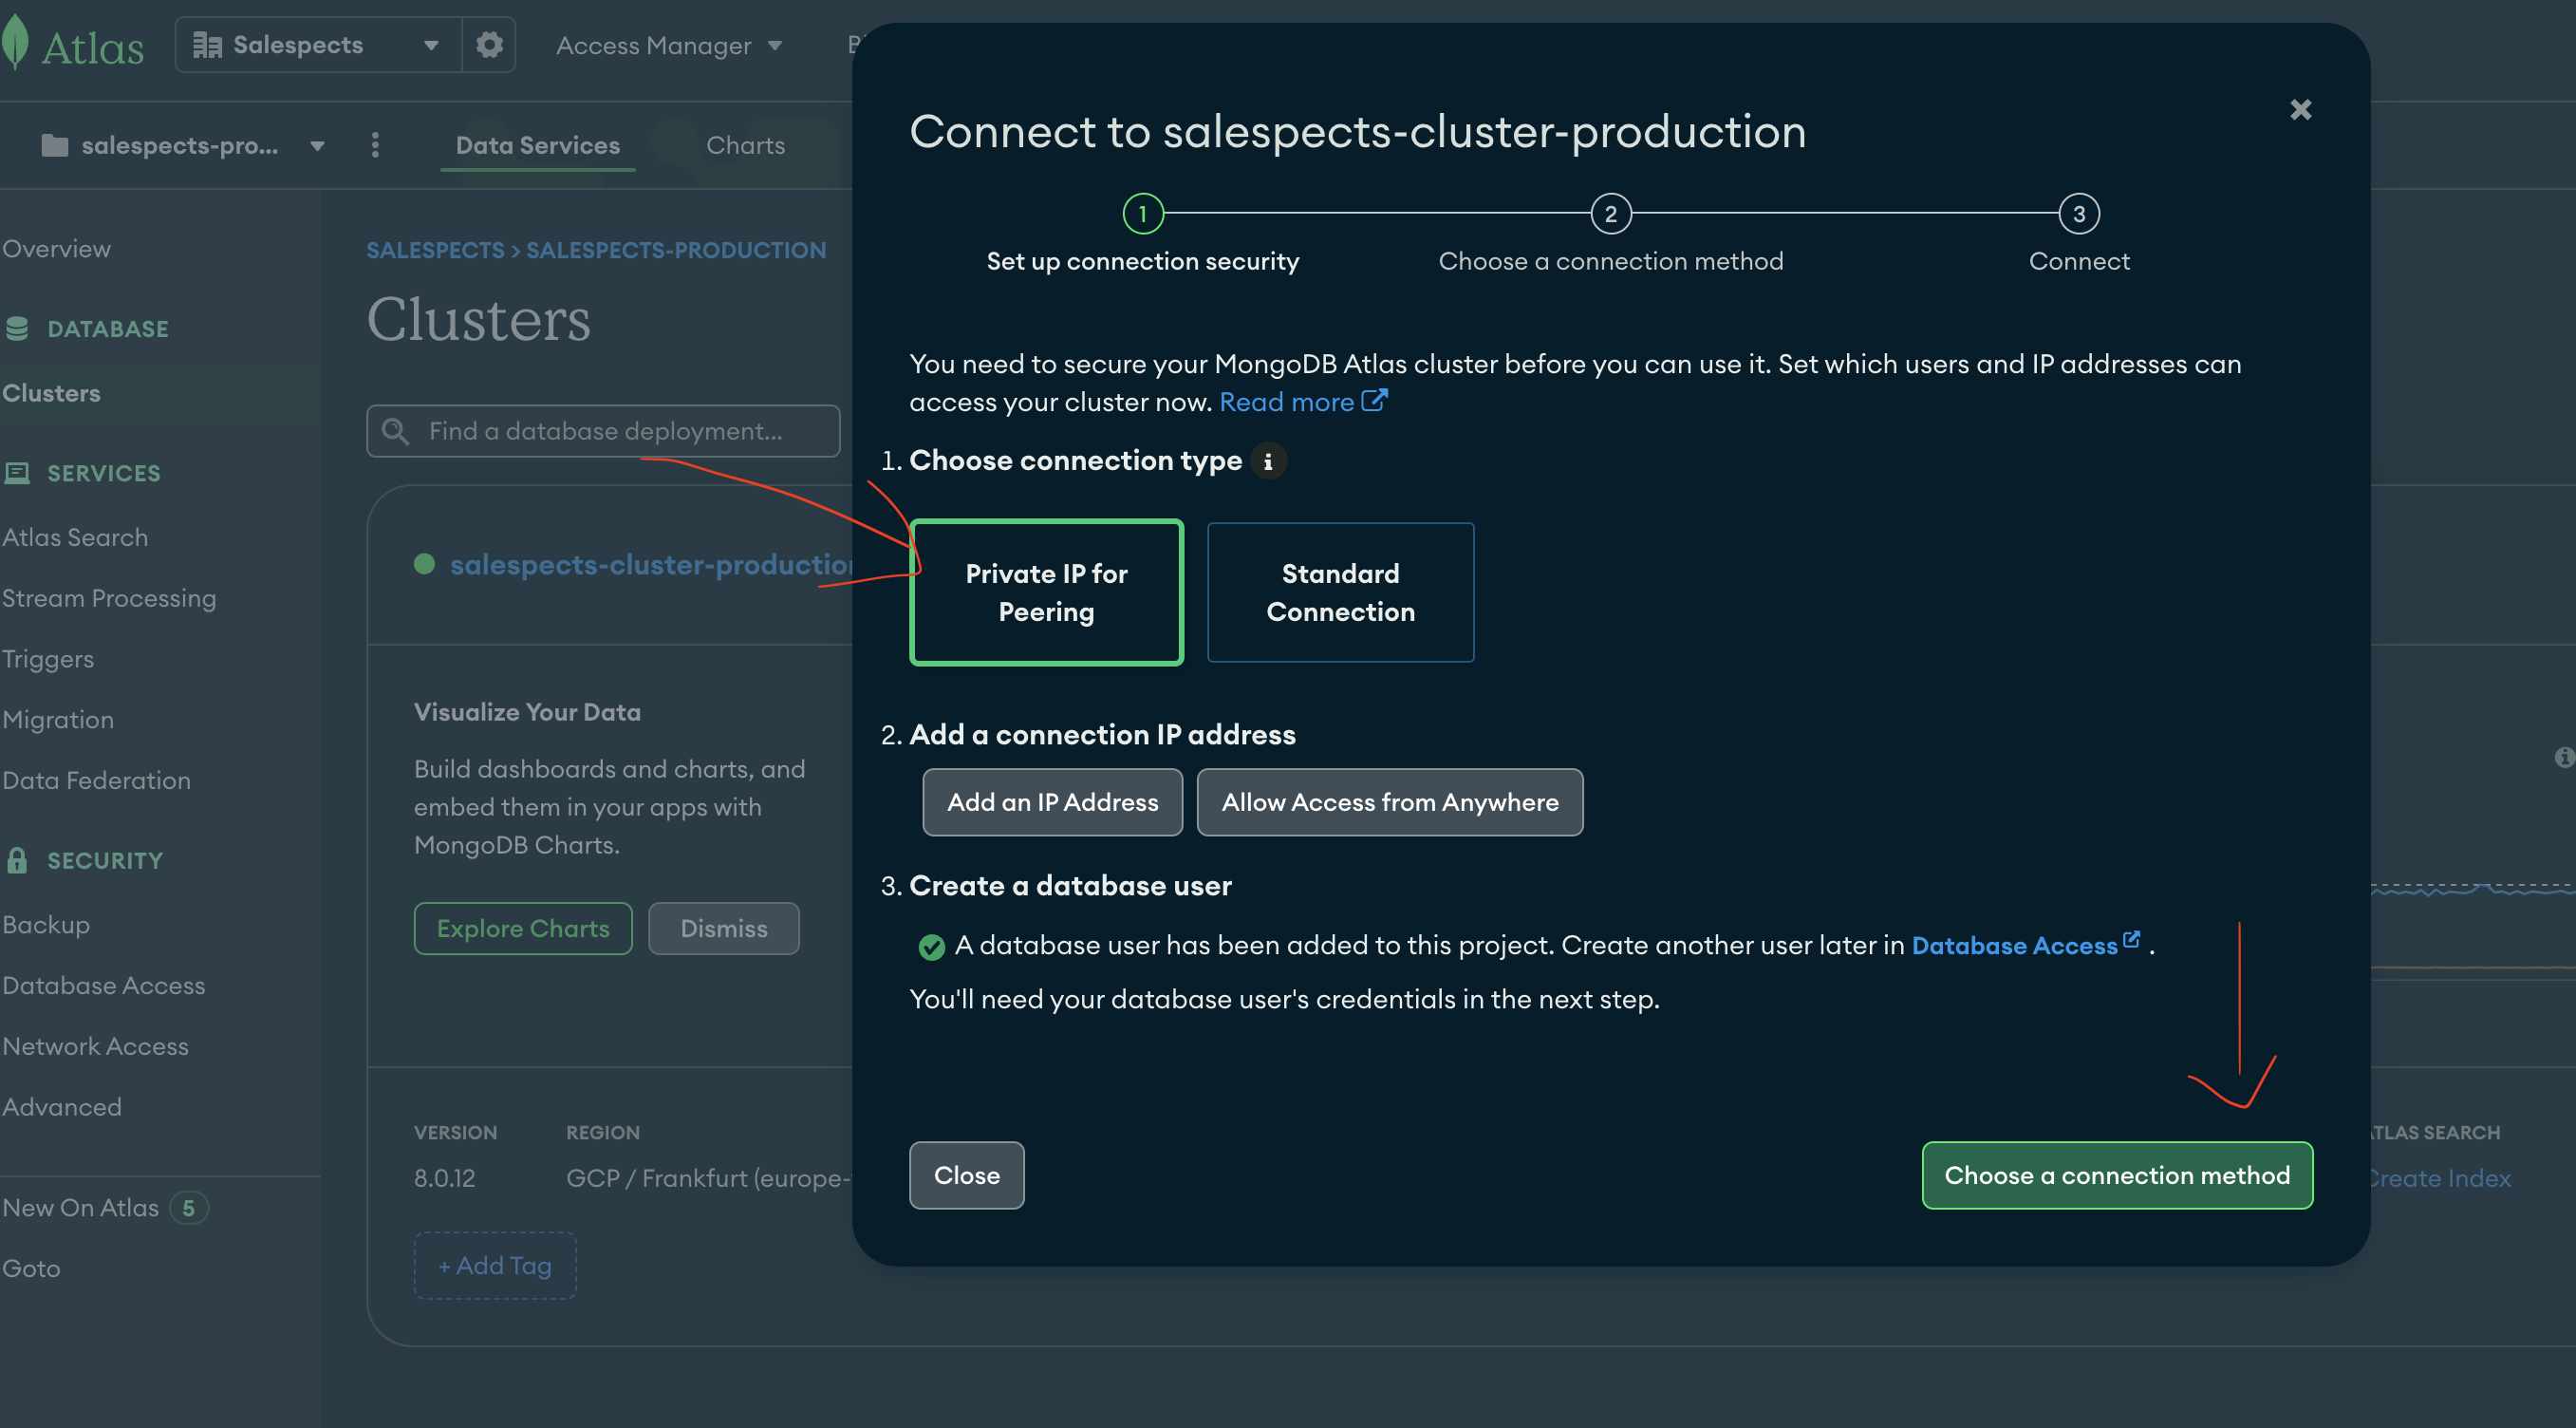 Atlas
Salespects
Access Manager
salespects-pro...
Data Services
Charts
Overview
DATABASE
Clusters
SERVICES
Atlas Search
Stream Processing
Triggers
Migration
Data Federation
SECURITY
Backup
Database Access
Network Access
Advanced
New On Atlas 5
Goto
SALESPECTS > SALESPECTS-PRODUCTION
Clusters
Find a database deployment...
salespects-cluster-production
Visualize Your Data
Build dashboards and charts, and
embed them in your apps with
MongoDB Charts.
Explore Charts
Dismiss
VERSION
8.0.12
REGION
GCP / Frankfurt (europe-
+ Add Tag
Connect to salespects-cluster-production
1
Set up connection security
2
Choose a connection method
3
Connect
You need to secure your MongoDB Atlas cluster before you can use it. Set which users and IP addresses can
access your cluster now. Read more
1. Choose connection type
Private IP for
Peering
Standard
Connection
2. Add a connection IP address
Add an IP Address
Allow Access from Anywhere
3. Create a database user
A database user has been added to this project. Create another user later in Database Access .
You'll need your database user's credentials in the next step.
Close
Choose a connection method
ATLAS SEARCH
Create Index